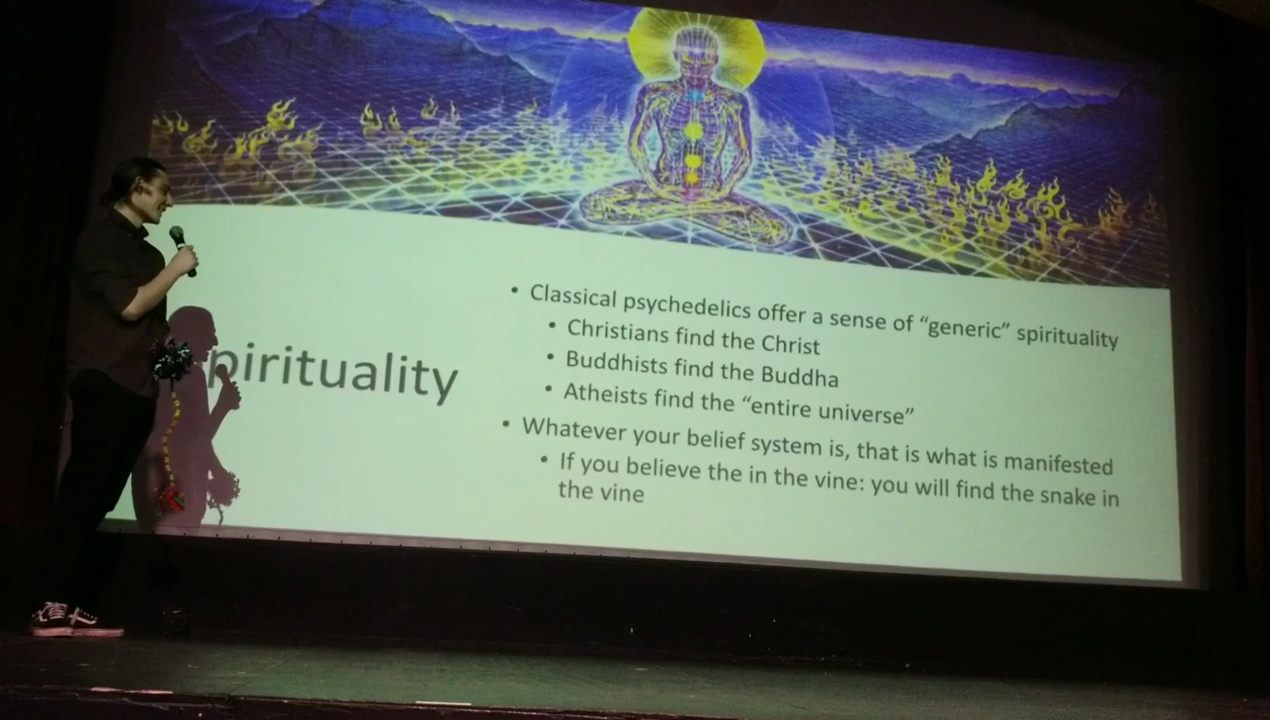 pirituality
• Classical psychedelics offer a sense of “generic” spirituality
• Christians find the Christ
• Buddhists find the Buddha
• Atheists find the “entire universe”
• Whatever your belief system is, that is what is manifested
• If you believe the in the vine: you will find the snake in
the vine